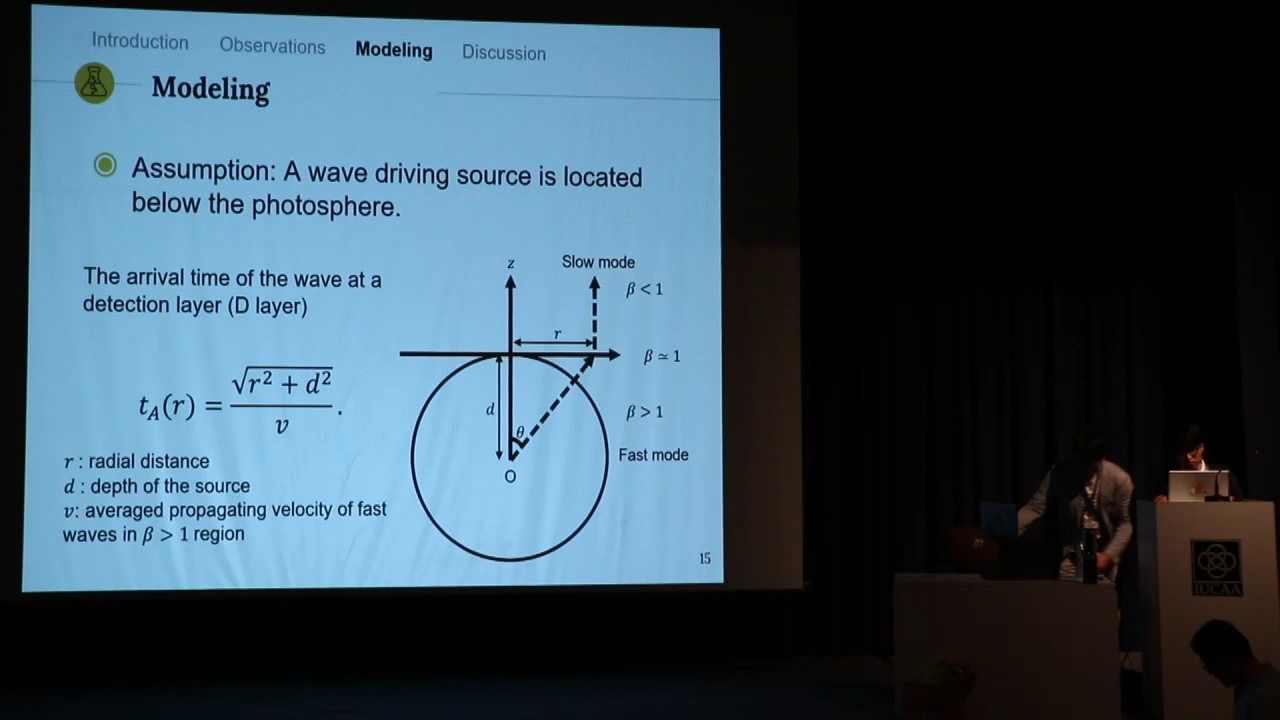 Introduction Observations Modeling Discussion
Modeling
Assumption: A wave driving source is located
below the photosphere.
The arrival time of the wave at a
detection layer (D layer)
t_A(r) = √(r² + d²) / v .
r : radial distance
d : depth of the source
v: averaged propagating velocity of fast
waves in β > 1 region
z
Slow mode
β < 1
r
β ≃ 1
d
θ
β > 1
Fast mode
O
15
IUCAA